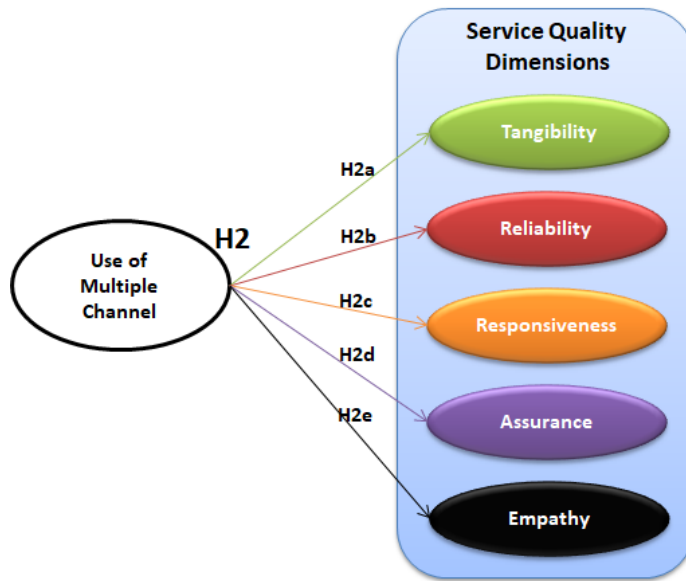 Service Quality
Dimensions
Tangibility
H2a
H2
H2b
Reliability
Use of
Multiple
Channel
H2c
Responsiveness
H2d
Assurance
H2e
Empathy